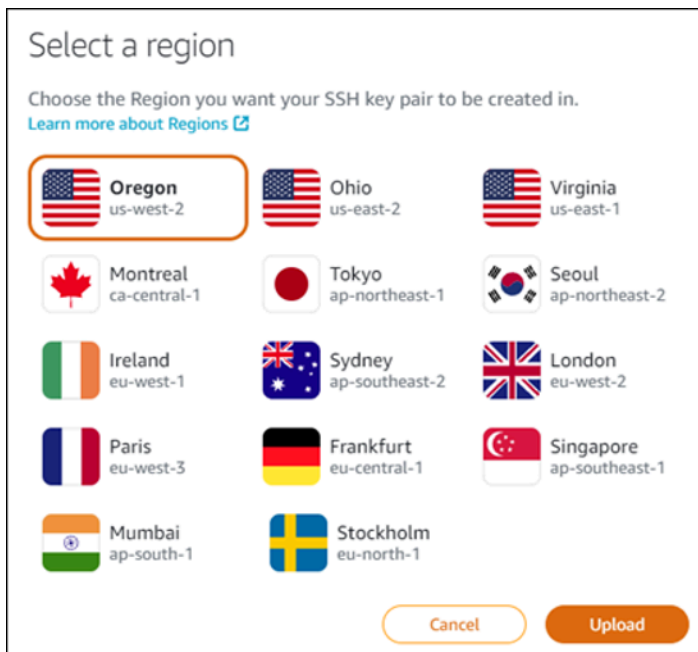 Select a region
Choose the Region you want your SSH key pair to be created in.
Learn more about Regions
Oregon
us-west-2
Ohio
us-east-2
Virginia
us-east-1
Montreal
ca-central-1
Tokyo
ap-northeast-1
Seoul
ap-northeast-2
Ireland
eu-west-1
Sydney
ap-southeast-2
London
eu-west-2
Paris
eu-west-3
Frankfurt
eu-central-1
Singapore
ap-southeast-1
Mumbai
ap-south-1
Stockholm
eu-north-1
Cancel
Upload